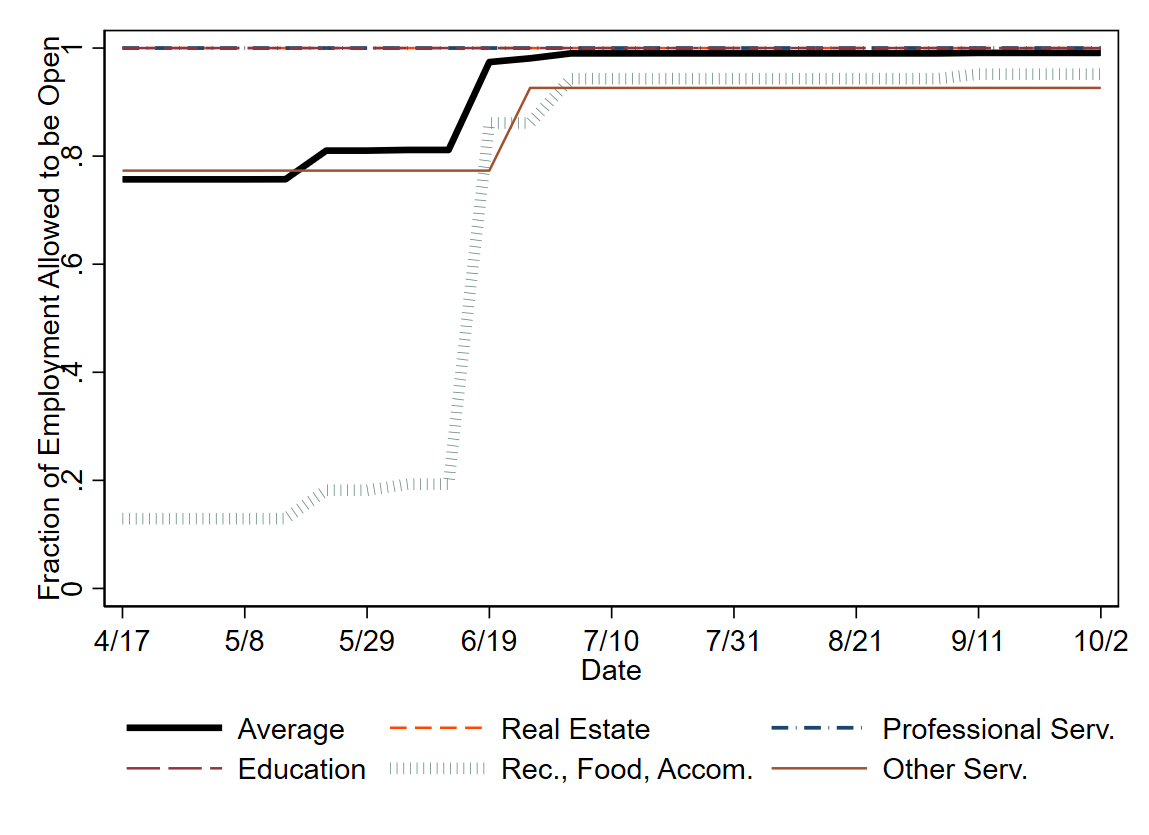 Fraction of Employment Allowed to be Open
1
.8
.6
.4
.2
0
4/17 5/8 5/29 6/19 7/10 7/31 8/21 9/11 10/2
Date
Average Real Estate Professional Serv.
Education Rec., Food, Accom. Other Serv.